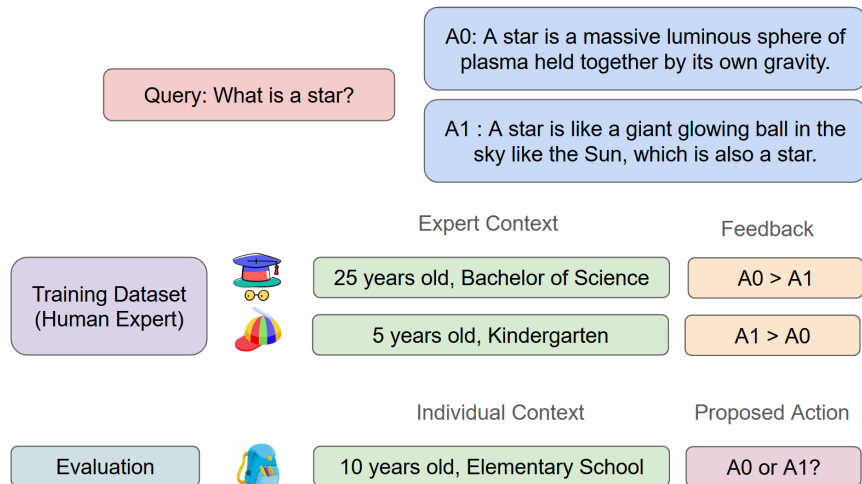 Query: What is a star?
A0: A star is a massive luminous sphere of
plasma held together by its own gravity.
A1 : A star is like a giant glowing ball in the
sky like the Sun, which is also a star.
Expert Context
Feedback
Training Dataset
(Human Expert)
25 years old, Bachelor of Science
A0 > A1
5 years old, Kindergarten
A1 > A0
Individual Context
Proposed Action
Evaluation
10 years old, Elementary School
A0 or A1?